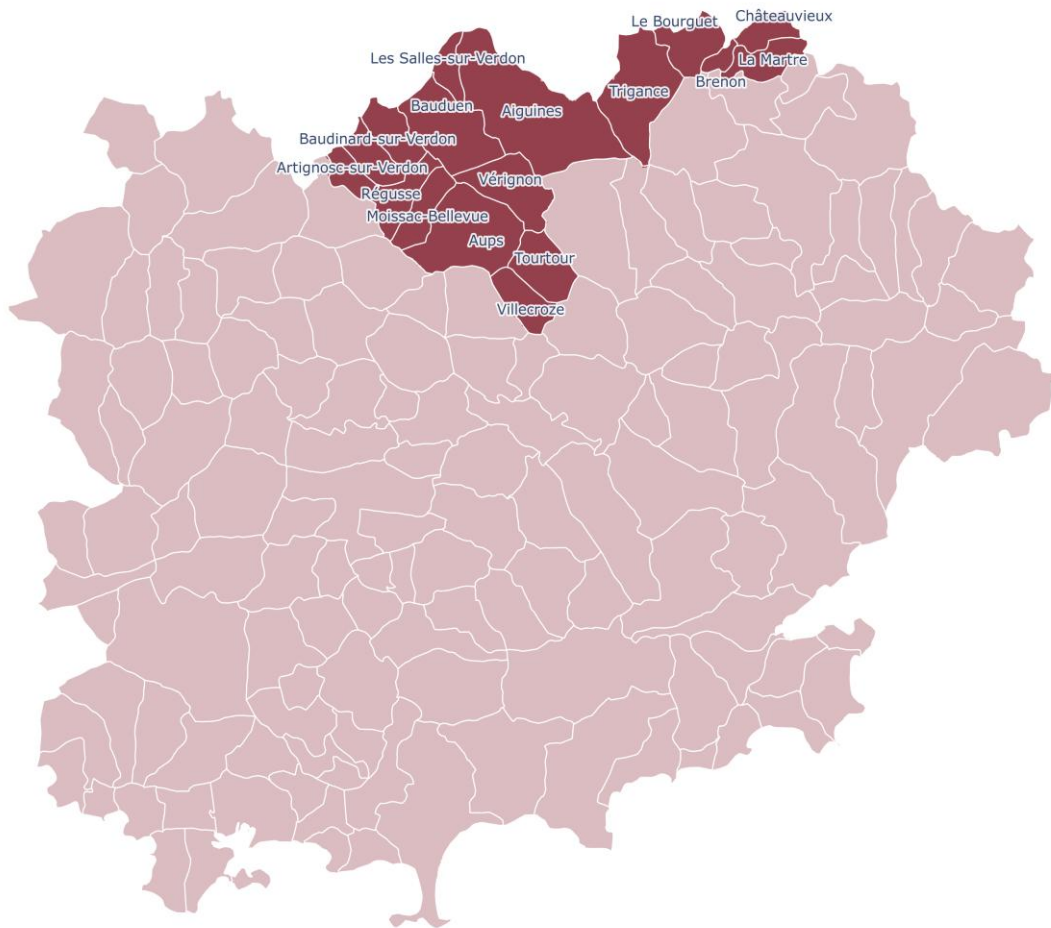 Châteauvieux
Le Bourguet
Les Salles-sur-Verdon
La Martre
Brenon
Trigance
Bauduen
Aiguines
Baudinard-sur-Verdon
Artignosc-sur-Verdon
Vérignon
Régusse
Moissac-Bellevue
Aups
Tourtour
Villecroze